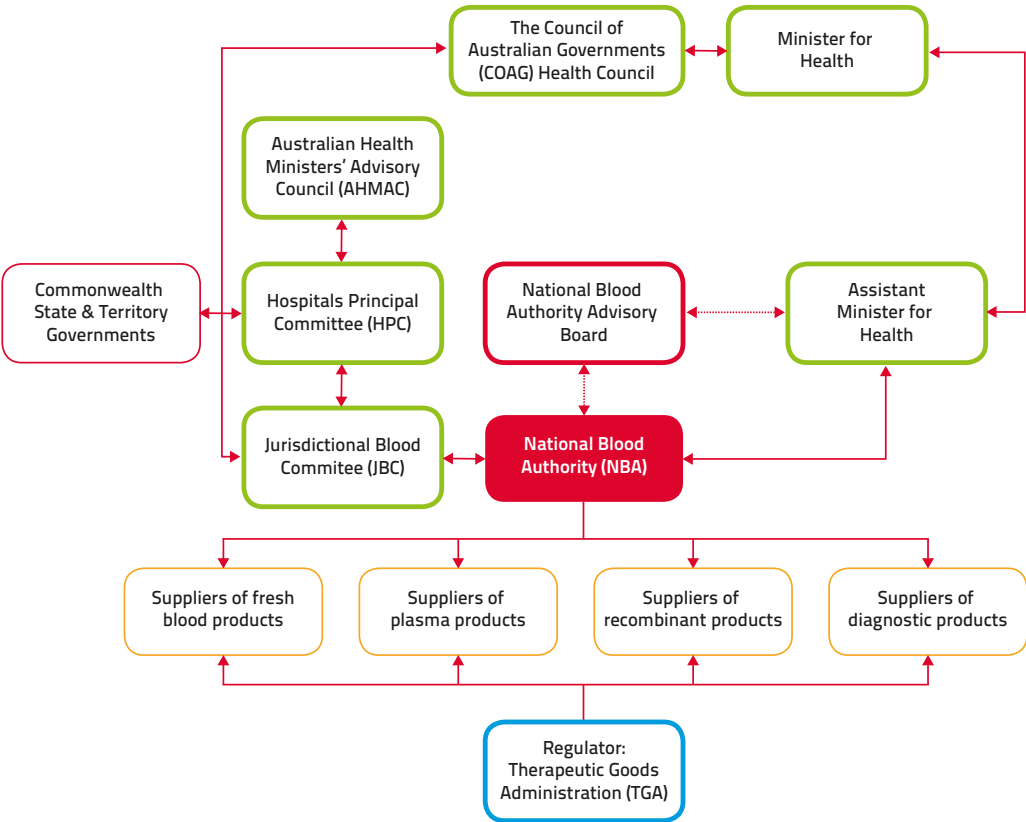 The Council of
Australian Governments
(COAG) Health Council
Minister for
Health
Australian Health
Ministers’ Advisory
Council (AHMAC)
Commonwealth
State & Territory
Governments
Hospitals Principal
Committee (HPC)
National Blood
Authority Advisory
Board
Assistant
Minister for
Health
Jurisdictional Blood
Commitee (JBC)
National Blood
Authority (NBA)
Suppliers of fresh
blood products
Suppliers of
plasma products
Suppliers of
recombinant products
Suppliers of
diagnostic products
Regulator:
Therapeutic Goods
Administration (TGA)